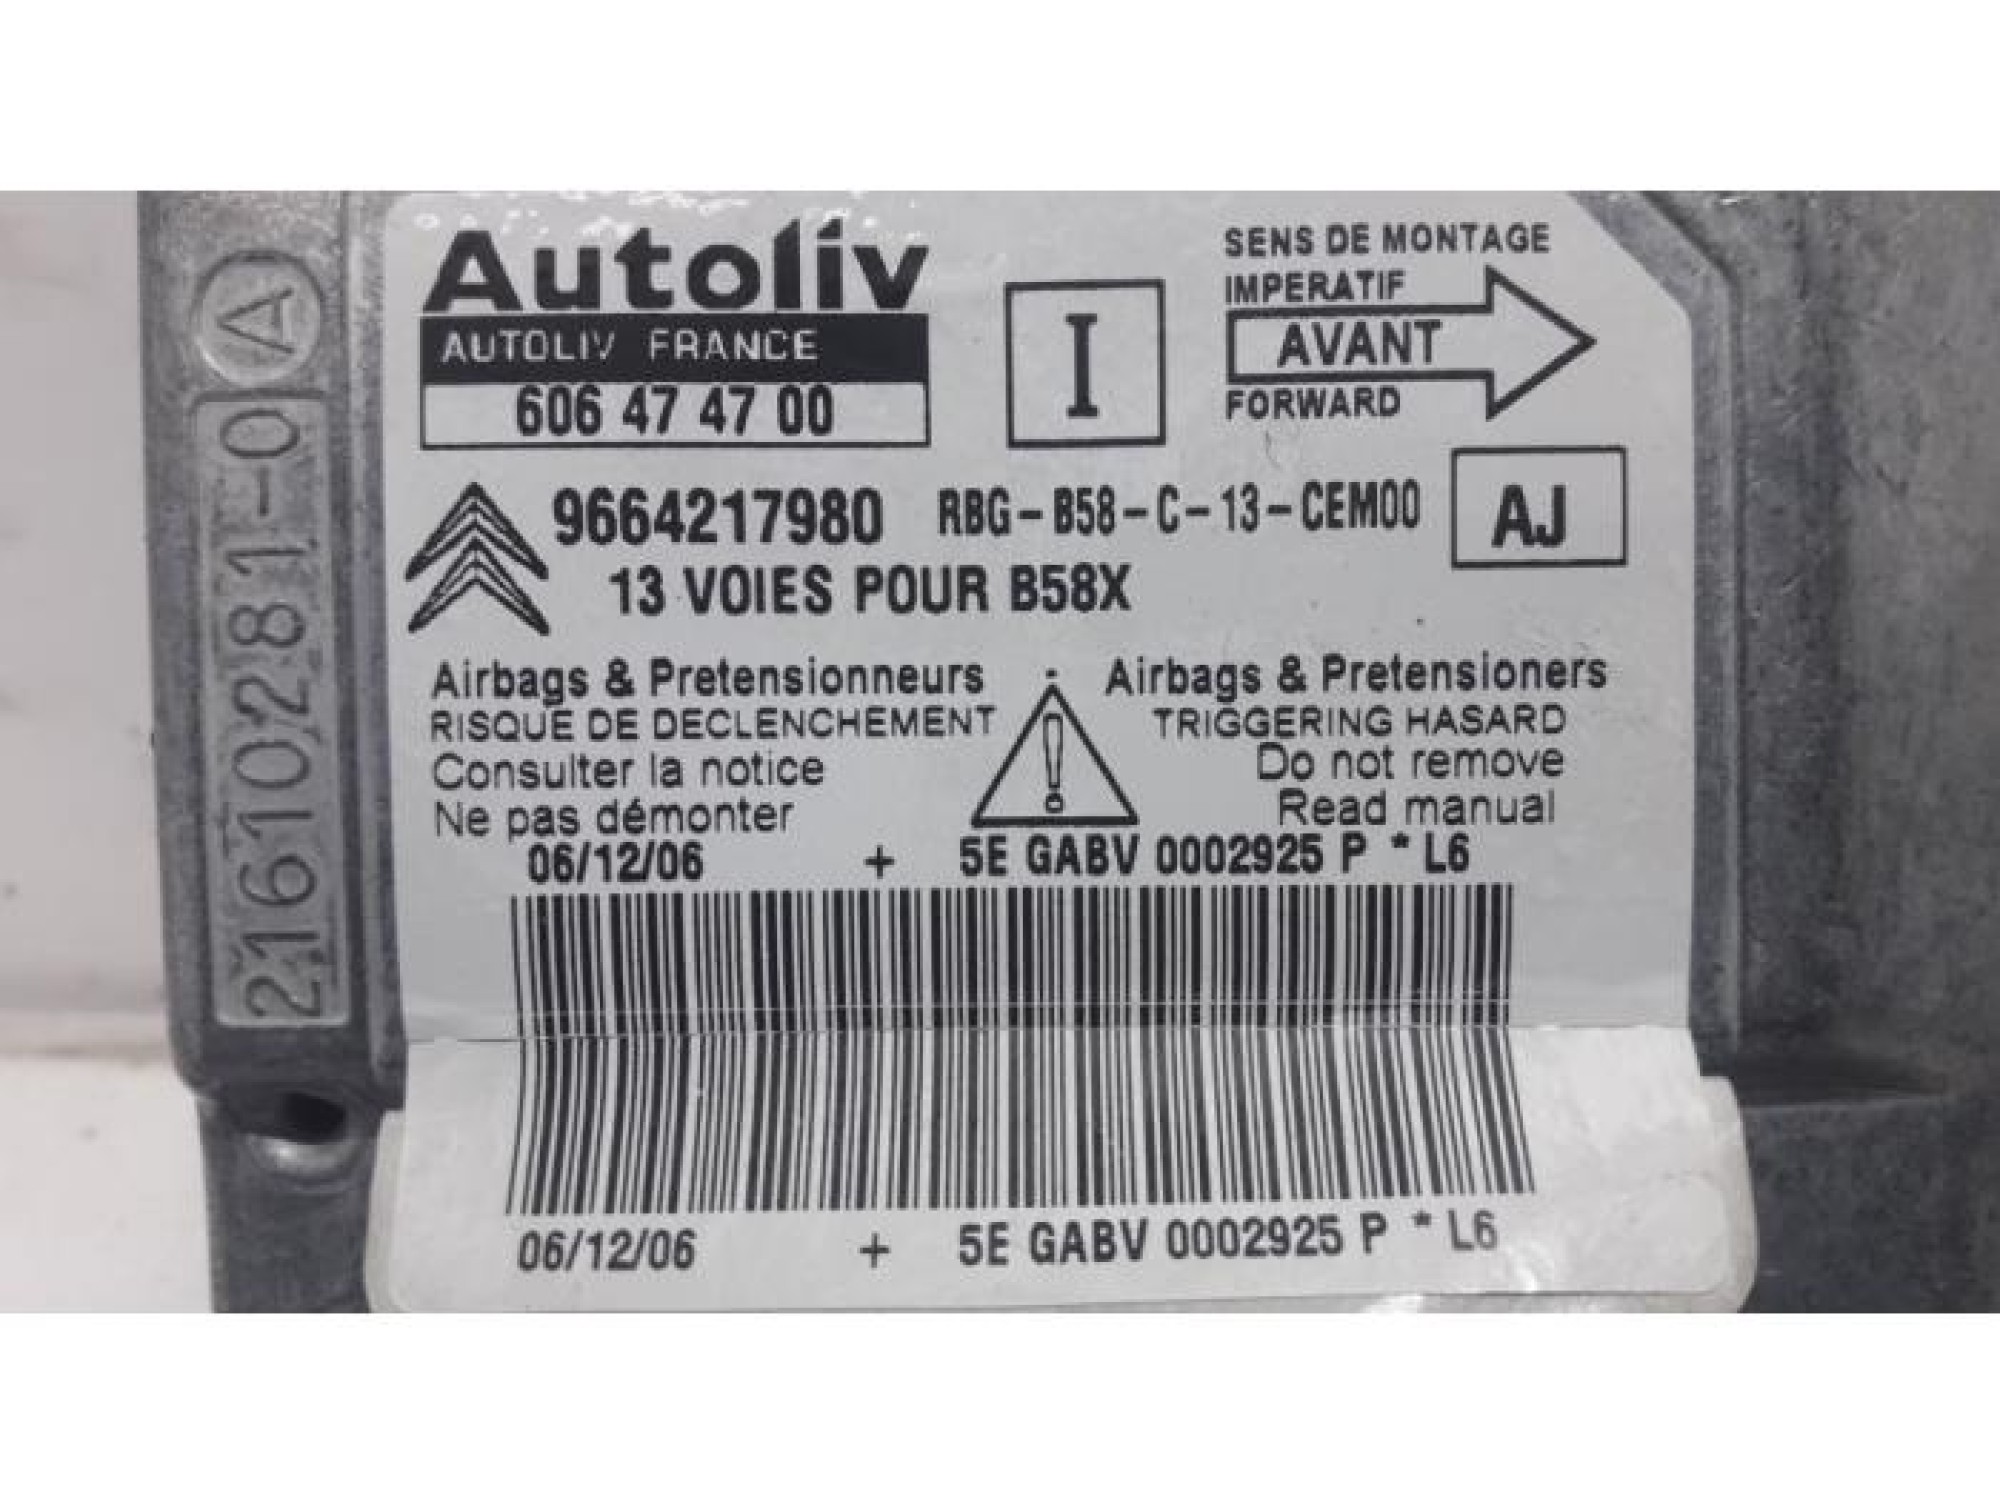 A
21610281-0
Autoliv
AUTOLIV FRANCE
606 47 47 00
I
SENS DE MONTAGE
IMPERATIF
AVANT
FORWARD
9664217980 RBG-B58-C-13-CEM00
AJ
13 VOIES POUR B58X
Airbags & Pretensionneurs
RISQUE DE DECLENCHEMENT
Consulter la notice
Ne pas démonter
Airbags & Pretensioners
TRIGGERING HASARD
Do not remove
Read manual
06/12/06 + 5E GABV 0002925 P * L6
06/12/06 + 5E GABV 0002925 P * L6